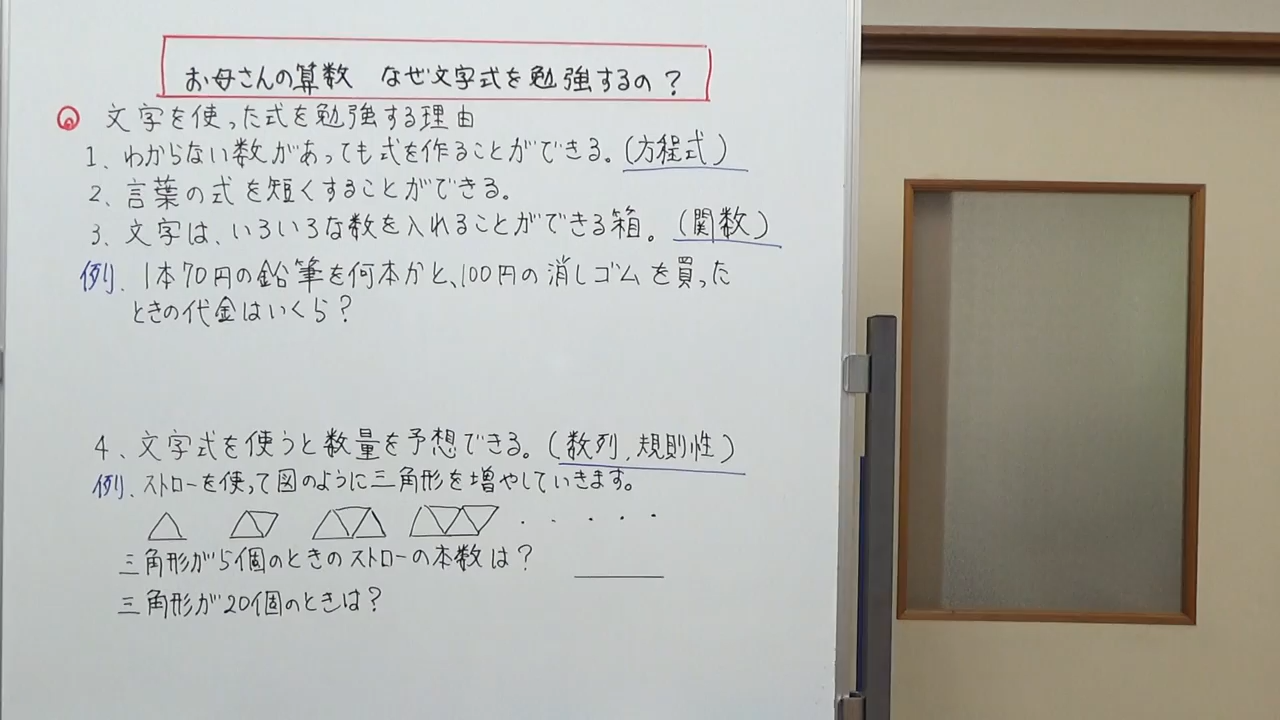 お母さんの算数 なぜ文字式を勉強するの？
文字を使った式を勉強する理由
1、わからない数があっても式を作ることができる。(方程式)
2、言葉の式を短くすることができる。
3、文字は、いろいろな数を入れることができる箱。(関数)
例、1本70円の鉛筆を何本かと、100円の消しゴムを買った
ときの代金はいくら？
4、文字式を使うと数量を予想できる。(数列、規則性)
例、ストローを使って図のように三角形を増やしていきます。
三角形が5個のときのストローの本数は？
三角形が20個のときは？